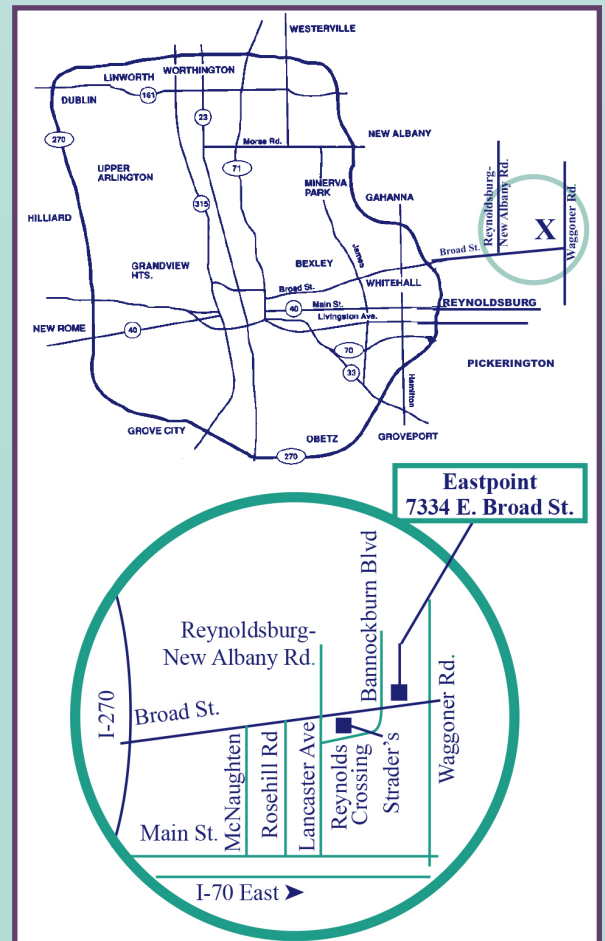 WESTERVILLE
WORTHINGTON
LINWORTH
161
DUBLIN
23
270
Morse Rd.
NEW ALBANY
71
UPPER
ARLINGTON
MINERVA
PARK
GAHANNA
Reynoldsburg-
New Albany Rd.
Waggoner Rd.
315
HILLIARD
X
James
Broad St.
BEXLEY
GRANDVIEW
HTS.
WHITEHALL
Broad St.
Main St.
40
REYNOLDSBURG
Livingston Ave.
NEW ROME
40
70
PICKERINGTON
33
Hamilton
GROVE CITY
OBETZ
GROVEPORT
270
Eastpoint
7334 E. Broad St.
Bannockburn Blvd
Reynoldsburg-
New Albany Rd.
I-270
Broad St.
Waggoner Rd.
McNaughten
Rosehill Rd
Lancaster Ave
Reynolds
Crossing
Strader's
Main St.
I-70 East ➤